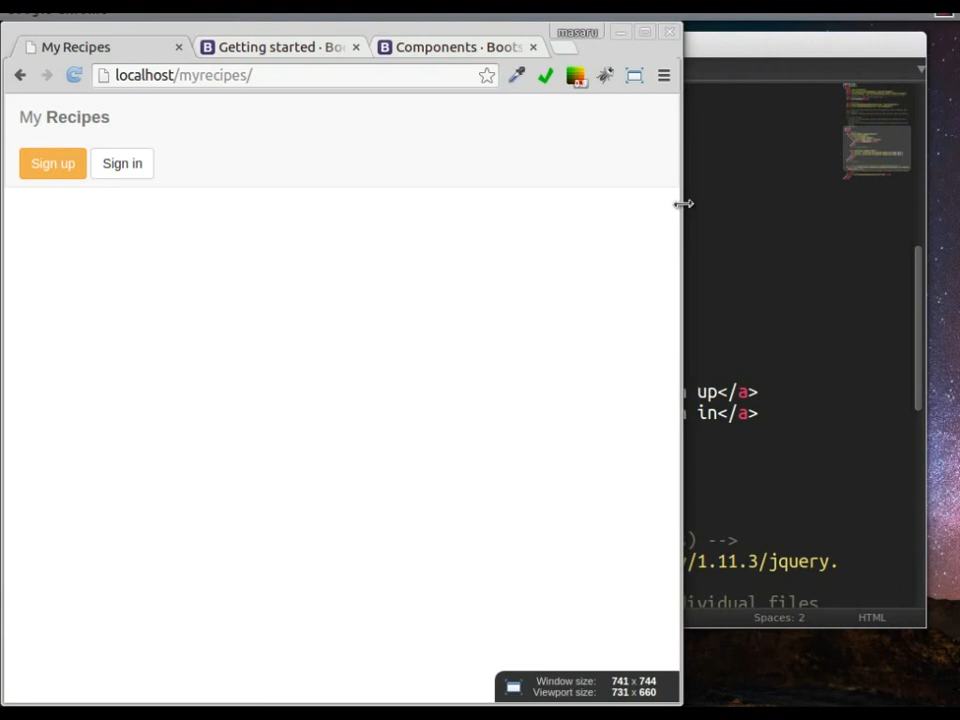 masaru
My Recipes
Getting started · Boo
Components · Boots
localhost/myrecipes/
My Recipes
Sign up Sign in
up</a>
in</a>
) -->
/1.11.3/jquery.
ividual files
Spaces: 2 HTML
Window size: 741 x 744
Viewport size: 731 x 660